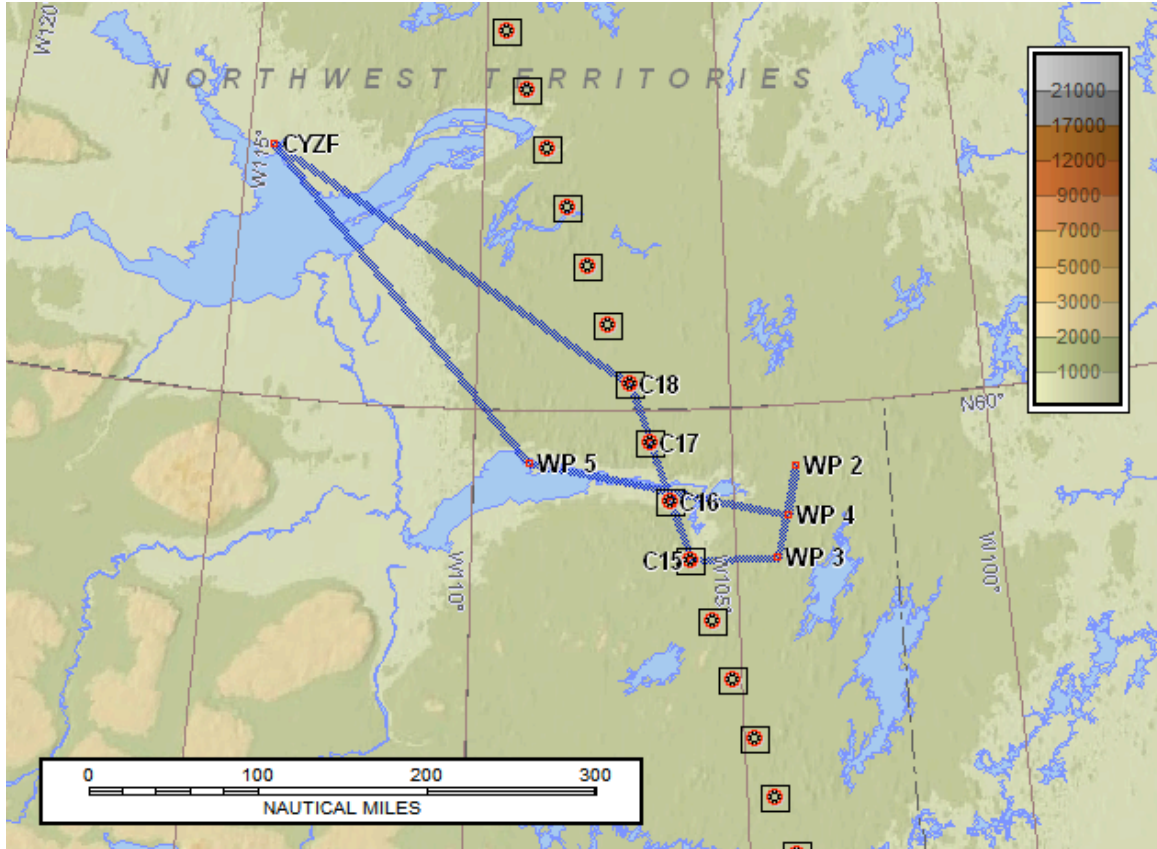 W120
NORTHWEST TERRITORIES
21000
17000
12000
9000
7000
5000
3000
2000
1000
CYZF
W115°
C18
N60°
C17
WP 5
WP 2
C16
WP 4
C15
WP 3
W110°
W105°
W100°
0 100 200 300
NAUTICAL MILES